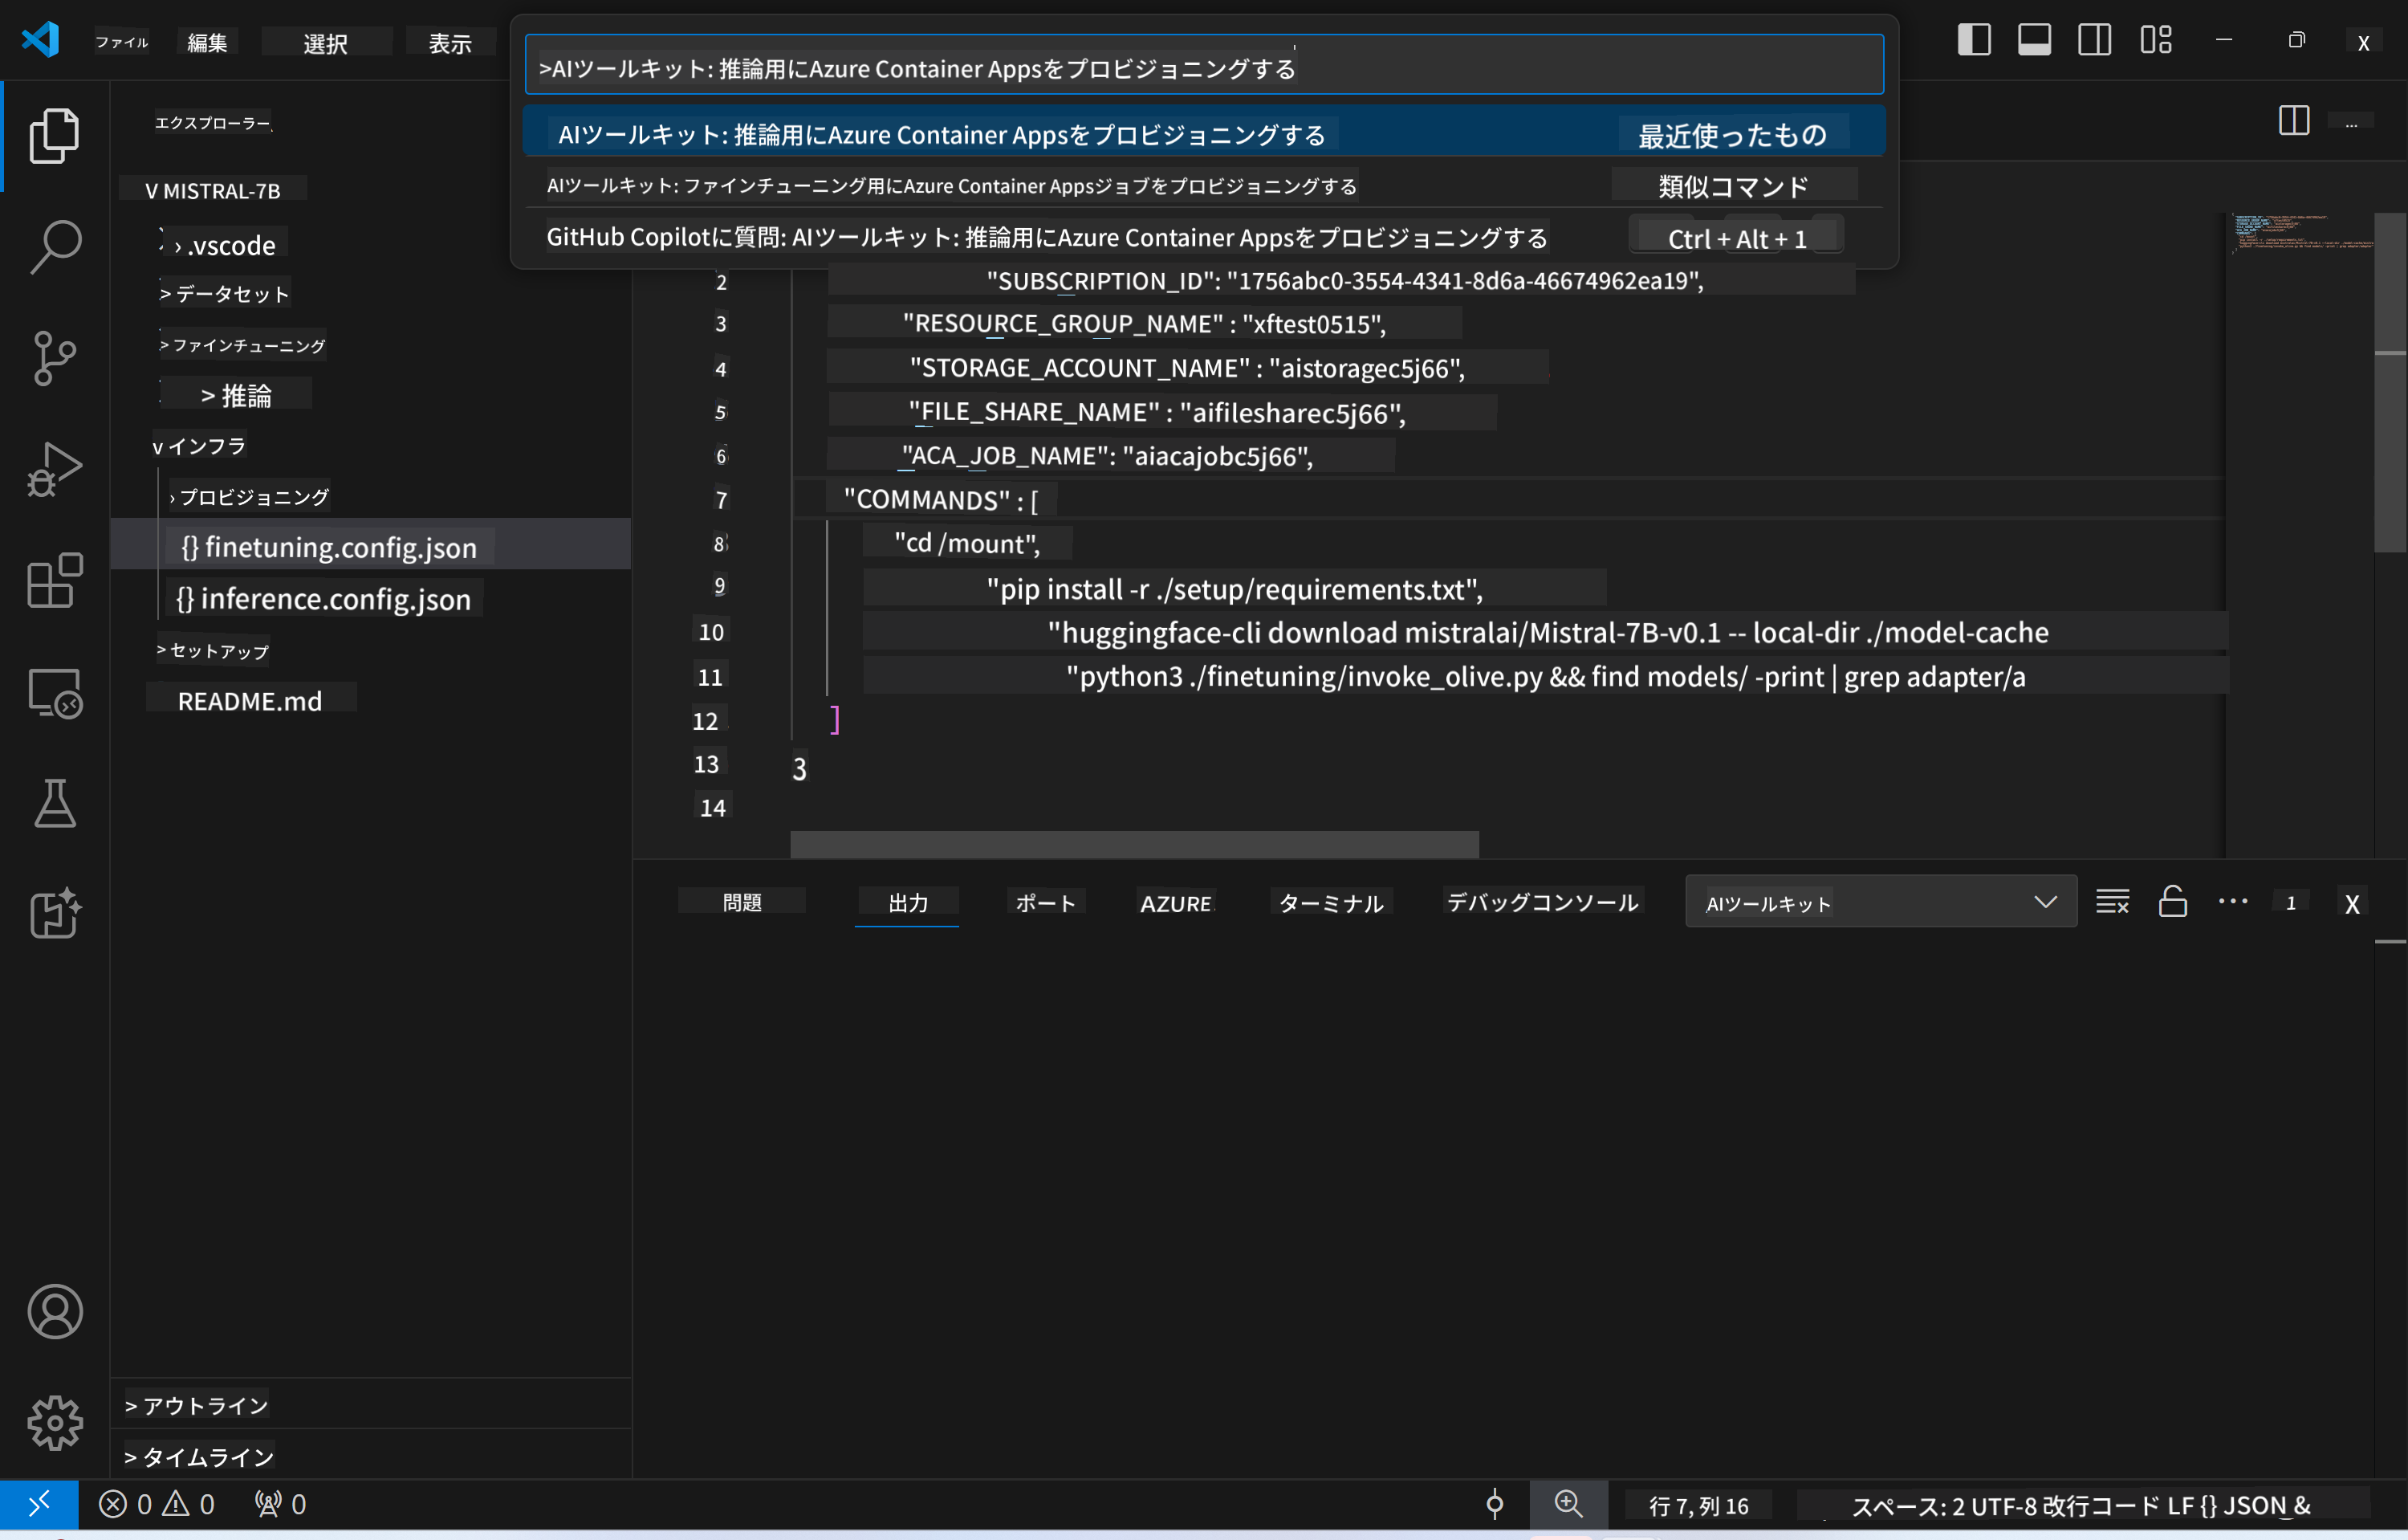 ファイル 編集 選択 表示
>AIツールキット: 推論用にAzure Container Appsをプロビジョニングする
X
AIツールキット: 推論用にAzure Container Appsをプロビジョニングする 最近使ったもの
AIツールキット: ファインチューニング用にAzure Container Appsジョブをプロビジョニングする 類似コマンド
GitHub Copilotに質問: AIツールキット: 推論用にAzure Container Appsをプロビジョニングする Ctrl + Alt + 1
...
エクスプローラー
V MISTRAL-7B
› .vscode
> データセット
> ファインチューニング
> 推論
v インフラ
› プロビジョニング
{} finetuning.config.json
{} inference.config.json
> セットアップ
README.md
> アウトライン
> タイムライン
2 "SUBSCRIPTION_ID": "1756abc0-3554-4341-8d6a-46674962ea19",
3 "RESOURCE_GROUP_NAME" : "xftest0515",
4 "STORAGE_ACCOUNT_NAME" : "aistoragec5j66",
5 "FILE_SHARE_NAME" : "aifilesharec5j66",
6 "ACA_JOB_NAME": "aiacajobc5j66",
7 "COMMANDS" : [
8 "cd /mount",
9 "pip install -r ./setup/requirements.txt",
10 "huggingface-cli download mistralai/Mistral-7B-v0.1 -- local-dir ./model-cache
11 "python3 ./finetuning/invoke_olive.py && find models/ -print | grep adapter/a
12 ]
13 3
14
問題 出力 ポート AZURE ターミナル デバッグコンソール AIツールキット ... 1 X
0 0 0 行 7, 列 16 スペース: 2 UTF-8 改行コード LF {} JSON &